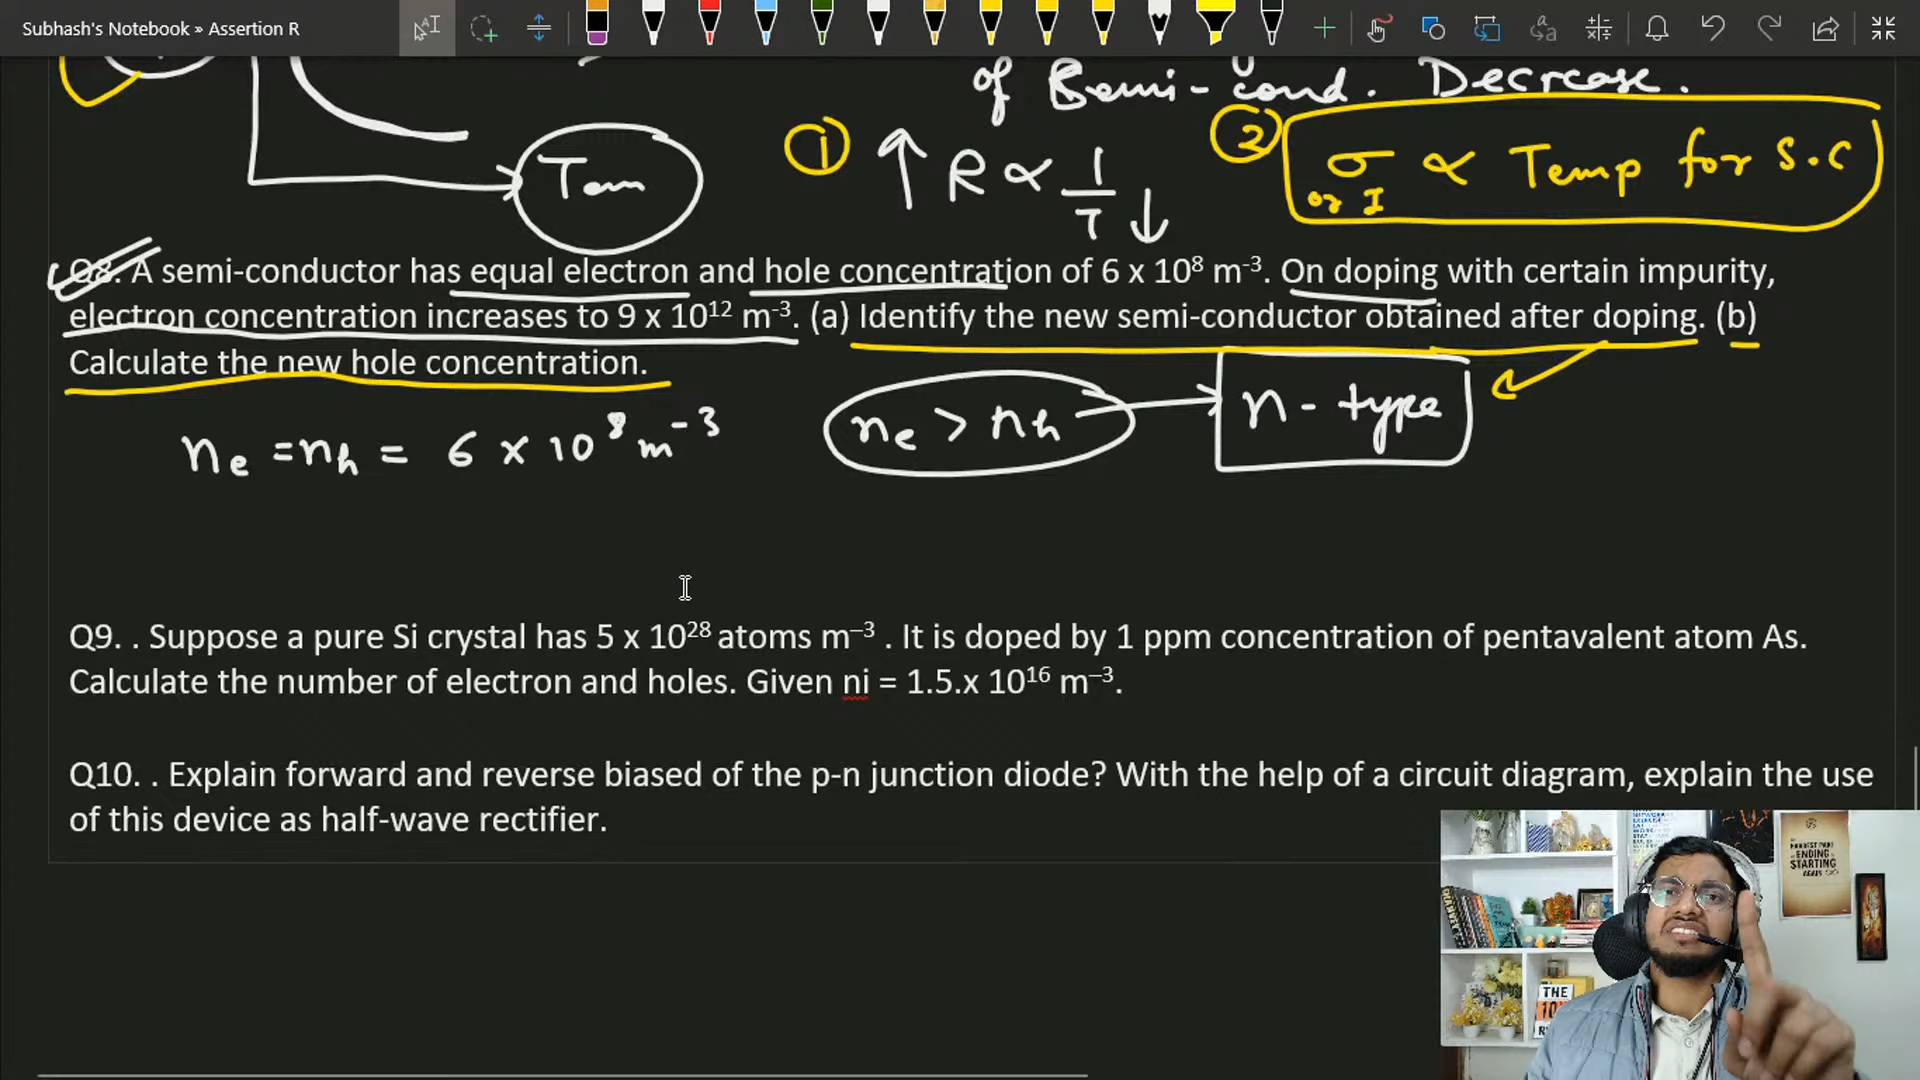 Subhash's Notebook » Assertion R
of Semi-cond. Decrease.
① ↑ R ∝ 1/T ↓
② σ ∝ Temp for S.C
or I
Q8. A semi-conductor has equal electron and hole concentration of 6 x 10⁸ m⁻³. On doping with certain impurity,
electron concentration increases to 9 x 10¹² m⁻³. (a) Identify the new semi-conductor obtained after doping. (b)
Calculate the new hole concentration.
nₑ = nₕ = 6 × 10⁸ m⁻³
nₑ > nₕ → n - type
Q9. . Suppose a pure Si crystal has 5 x 10²⁸ atoms m⁻³ . It is doped by 1 ppm concentration of pentavalent atom As.
Calculate the number of electron and holes. Given ni = 1.5.x 10¹⁶ m⁻³.
Q10. . Explain forward and reverse biased of the p-n junction diode? With the help of a circuit diagram, explain the use
of this device as half-wave rectifier.
HARDEST PART
ENDING
STARTING
AGAIN
THE